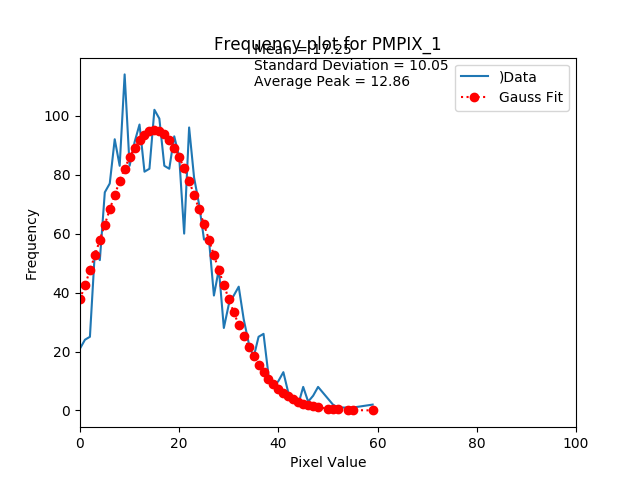 Frequency plot for PMPIX_1
Mean = 17.25
Standard Deviation = 10.05
Average Peak = 12.86
)Data
Gauss Fit
Frequency
100
80
60
40
20
0
0 20 40 60 80 100
Pixel Value